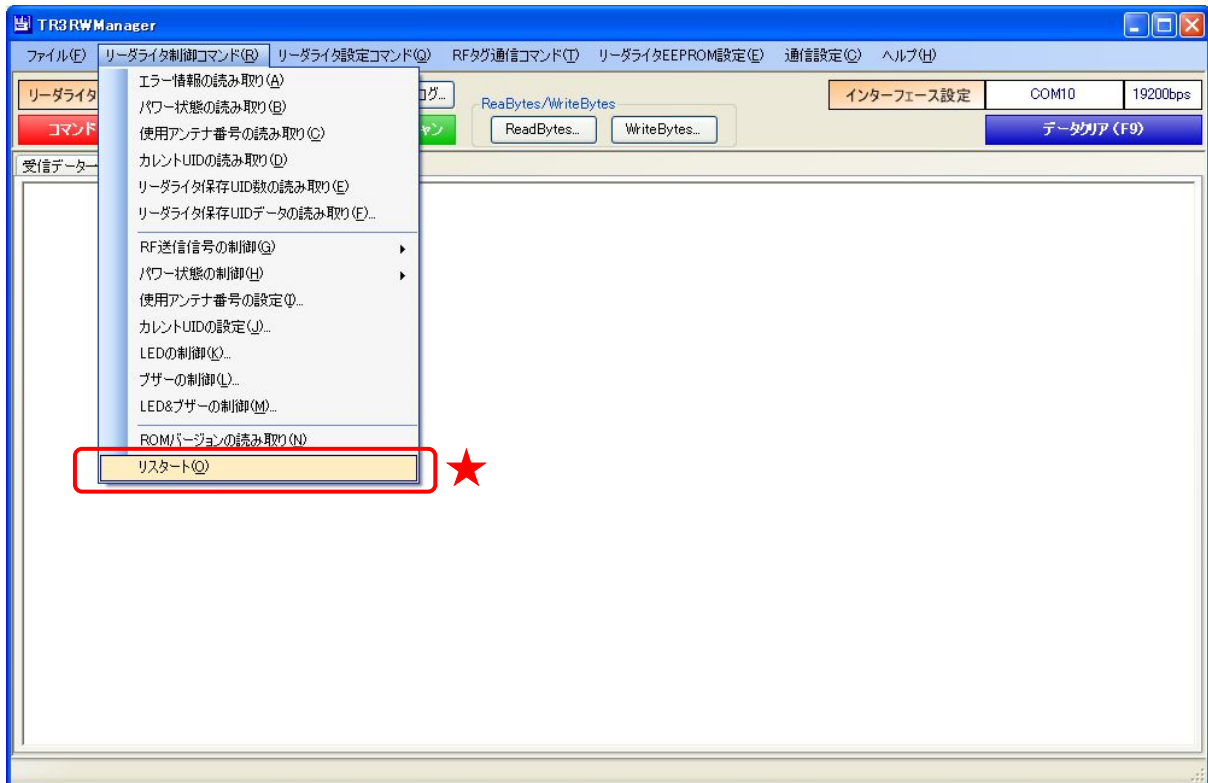 TR3RWManager
ファイル(F) リーダライタ制御コマンド(R) リーダライタ設定コマンド(Q) RFタグ通信コマンド(T) リーダライタEEPROM設定(E) 通信設定(C) ヘルプ(H)
リーダライタ
ログ...
ReaBytes/WriteBytes
インターフェース設定 COM10 19200bps
コマンド
ReadBytes... WriteBytes...
データクリア(F9)
受信データ
エラー情報の読み取り(A)
パワー状態の読み取り(B)
使用アンテナ番号の読み取り(C)
カレントUIDの読み取り(D)
リーダライタ保存UID数の読み取り(E)
リーダライタ保存UIDデータの読み取り(F)...
RF送信信号の制御(G)
パワー状態の制御(H)
使用アンテナ番号の設定(I)...
カレントUIDの設定(J)...
LEDの制御(K)...
ブザーの制御(L)...
LED&ブザーの制御(M)...
ROMバージョンの読み取り(N)
リスタート(O)